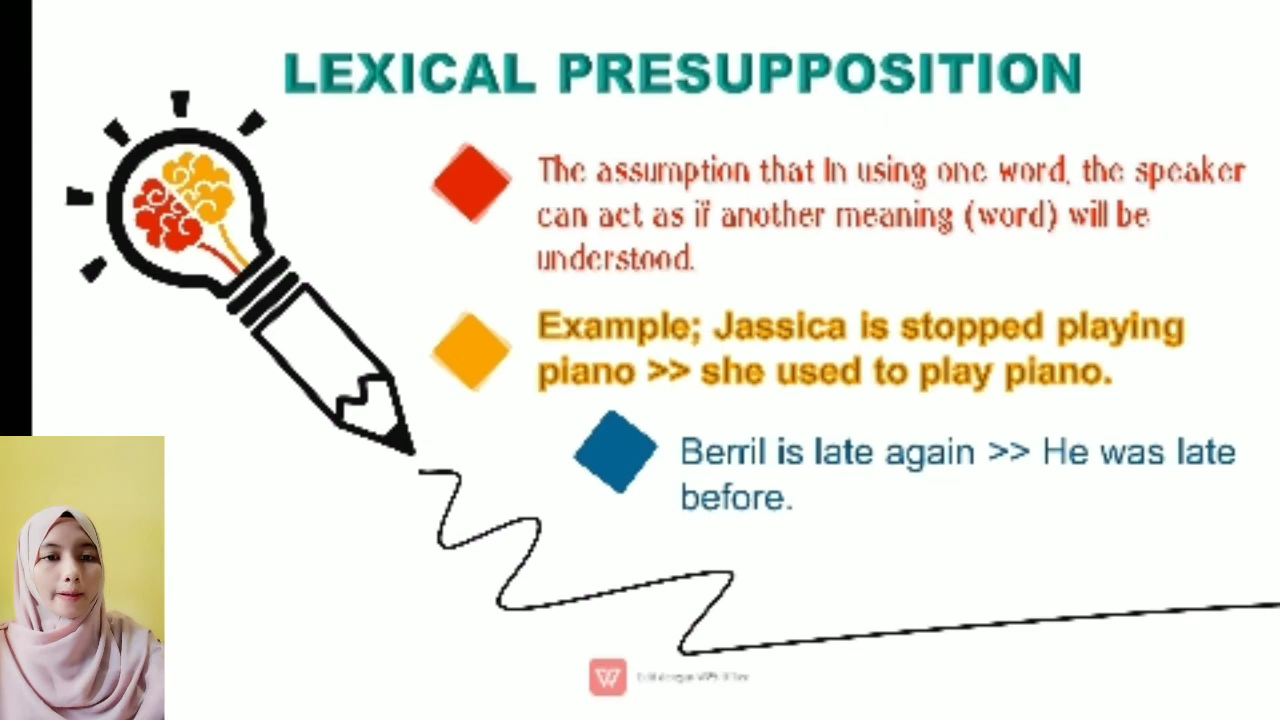 LEXICAL PRESUPPOSITION
The assumption that In using one word, the speaker
can act as if another meaning (word) will be
understood.
Example; Jassica is stopped playing
piano >> she used to play piano.
Berril is late again >> He was late
before.